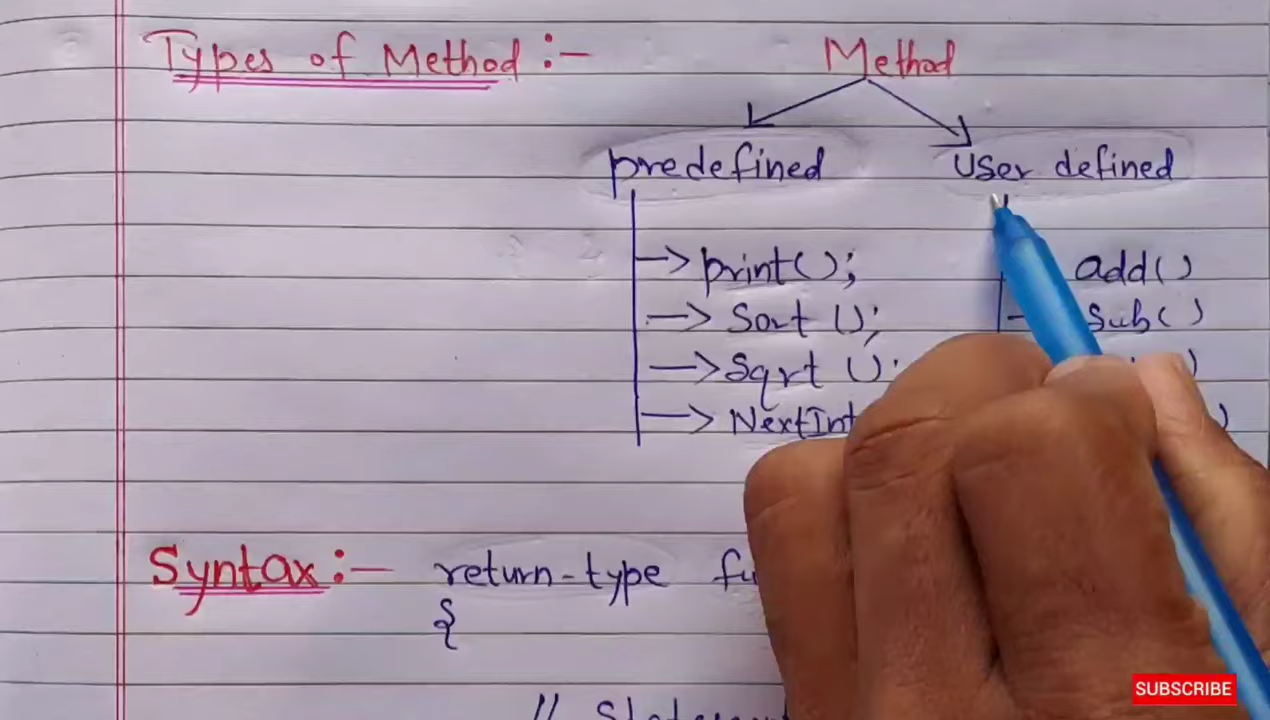 Types of Method :-
Method
predefined
User defined
print();
add()
Sort ();
Sub()
Sqrt ();
)
NextInt
)
Syntax :-
return-type
{
//
SUBSCRIBE